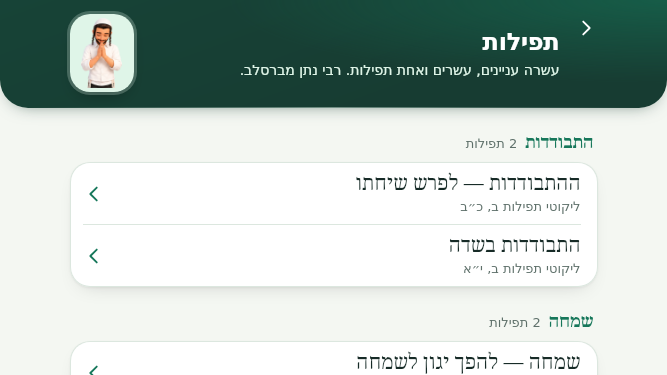 תפילות
עשרה עניינים, עשרים ואחת תפילות. רבי נתן מברסלב.
התבודדות 2 תפילות
ההתבודדות — לפרש שיחתו
ליקוטי תפילות ב, כ״ב
התבודדות בשדה
ליקוטי תפילות ב, י״א
שמחה 2 תפילות
שמחה — להפך יגון לשמחה